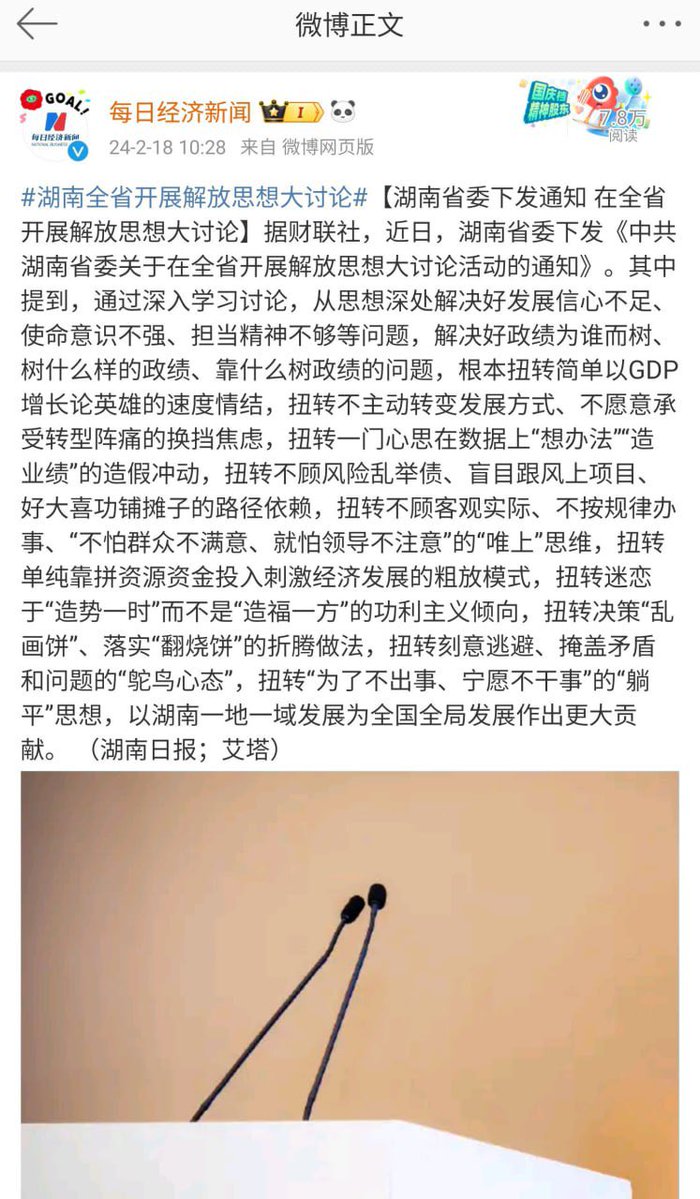 微博正文
GOAL!
每日经济新闻
每日经济新闻 I
国庆档
精神股东
7.8万
阅读
24-2-18 10:28 来自 微博网页版
#湖南全省开展解放思想大讨论#【湖南省委下发通知 在全省
开展解放思想大讨论】据财联社，近日，湖南省委下发《中共
湖南省委关于在全省开展解放思想大讨论活动的通知》。其中
提到，通过深入学习讨论，从思想深处解决好发展信心不足、
使命意识不强、担当精神不够等问题，解决好政绩为谁而树、
树什么样的政绩、靠什么树政绩的问题，根本扭转简单以GDP
增长论英雄的速度情结，扭转不主动转变发展方式、不愿意承
受转型阵痛的换挡焦虑，扭转一门心思在数据上“想办法”“造
业绩”的造假冲动，扭转不顾风险乱举债、盲目跟风上项目、
好大喜功铺摊子的路径依赖，扭转不顾客观实际、不按规律办
事、“不怕群众不满意、就怕领导不注意”的“唯上”思维，扭转
单纯靠拼资源资金投入刺激经济发展的粗放模式，扭转迷恋
于“造势一时”而不是“造福一方”的功利主义倾向，扭转决策“乱
画饼”、落实“翻烧饼”的折腾做法，扭转刻意逃避、掩盖矛盾
和问题的“鸵鸟心态”，扭转“为了不出事、宁愿不干事”的“躺
平”思想，以湖南一地一域发展为全国全局发展作出更大贡
献。（湖南日报；艾塔）